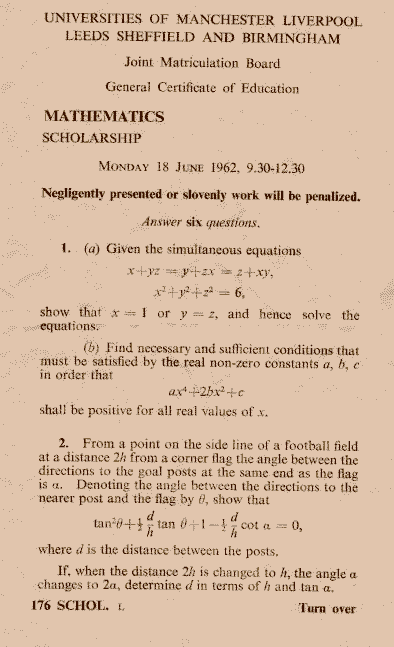 UNIVERSITIES OF MANCHESTER LIVERPOOL
LEEDS SHEFFIELD AND BIRMINGHAM
Joint Matriculation Board
General Certificate of Education
MATHEMATICS
SCHOLARSHIP
MONDAY 18 JUNE 1962, 9.30-12.30
Negligently presented or slovenly work will be penalized.
Answer six questions.
1. (a) Given the simultaneous equations
x+yz = y+zx = z+xy,
x²+y²+z² = 6,
show that x = 1 or y = z, and hence solve the
equations.
(b) Find necessary and sufficient conditions that
must be satisfied by the real non-zero constants a, b, c
in order that
ax⁴+2bx²+c
shall be positive for all real values of x.
2. From a point on the side line of a football field
at a distance 2h from a corner flag the angle between the
directions to the goal posts at the same end as the flag
is α. Denoting the angle between the directions to the
nearer post and the flag by θ, show that
tan²θ+½ d/h tan θ+1−½ d/h cot α = 0,
where d is the distance between the posts.
If, when the distance 2h is changed to h, the angle α
changes to 2α, determine d in terms of h and tan α.
176 SCHOL. L Turn over